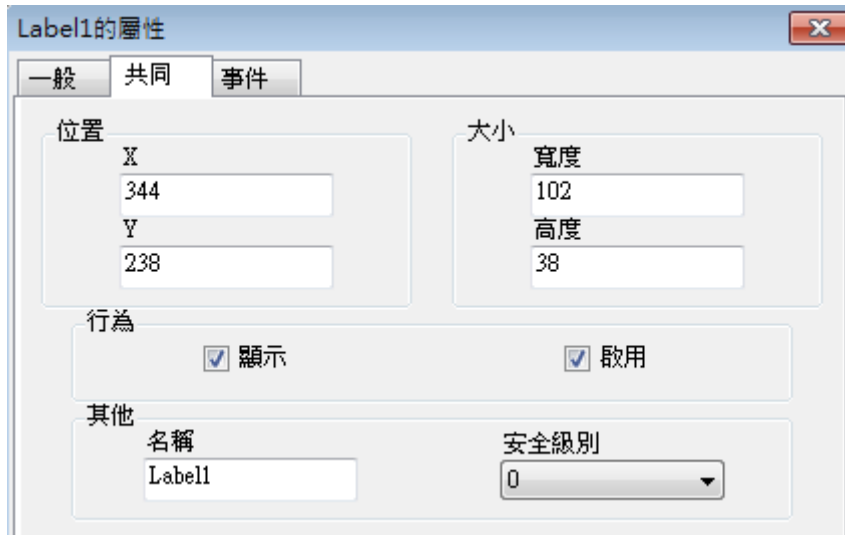 Label1的屬性
一般 共同 事件
位置
X
344
Y
238
大小
寬度
102
高度
38
行為
顯示 啟用
其他
名稱
Label1
安全級別
0